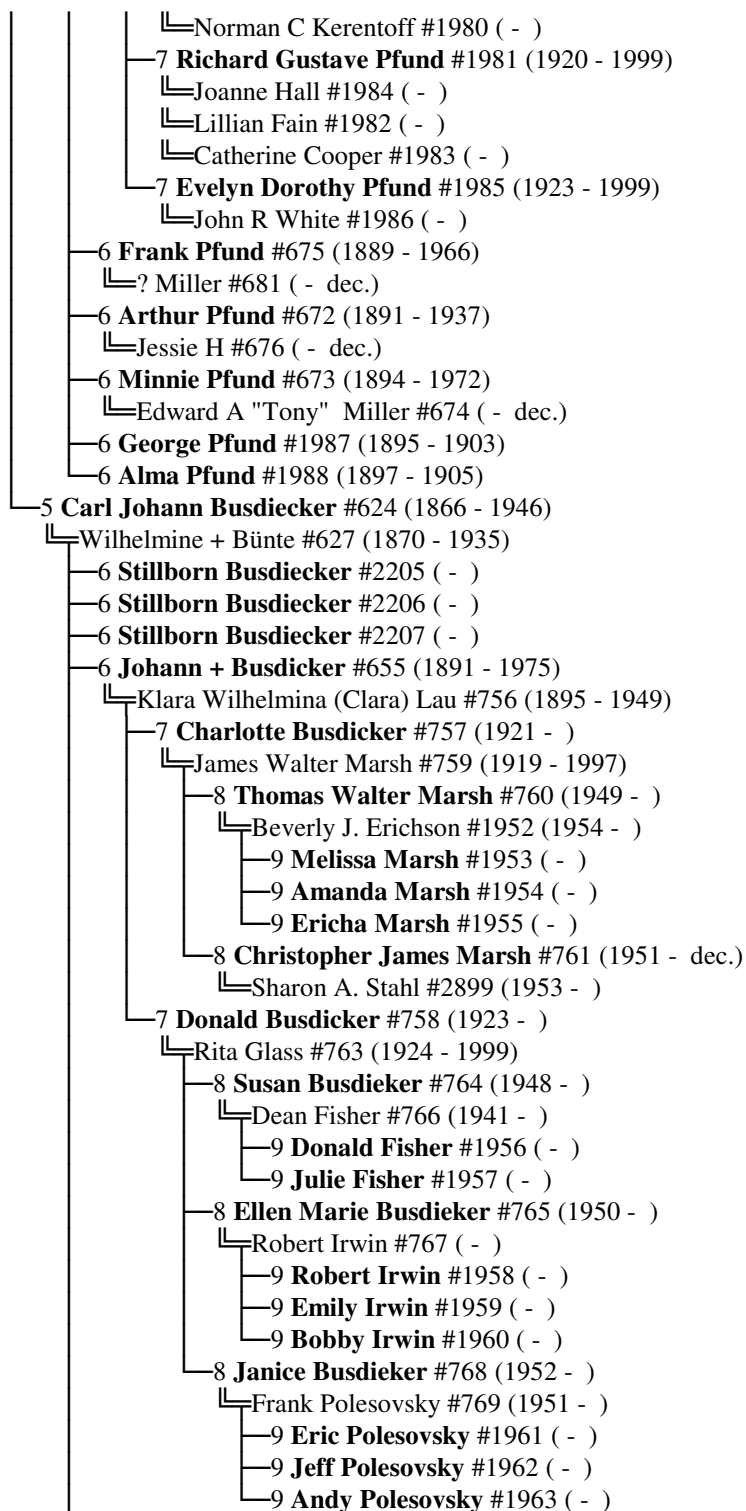 Norman C Kerentoff #1980 ( - )
7 Richard Gustave Pfund #1981 (1920 - 1999)
Joanne Hall #1984 ( - )
Lillian Fain #1982 ( - )
Catherine Cooper #1983 ( - )
7 Evelyn Dorothy Pfund #1985 (1923 - 1999)
John R White #1986 ( - )
6 Frank Pfund #675 (1889 - 1966)
? Miller #681 ( - dec.)
6 Arthur Pfund #672 (1891 - 1937)
Jessie H #676 ( - dec.)
6 Minnie Pfund #673 (1894 - 1972)
Edward A "Tony" Miller #674 ( - dec.)
6 George Pfund #1987 (1895 - 1903)
6 Alma Pfund #1988 (1897 - 1905)
5 Carl Johann Busdiecker #624 (1866 - 1946)
Wilhelmine + Bünte #627 (1870 - 1935)
6 Stillborn Busdiecker #2205 ( - )
6 Stillborn Busdiecker #2206 ( - )
6 Stillborn Busdiecker #2207 ( - )
6 Johann + Busdicker #655 (1891 - 1975)
Klara Wilhelmina (Clara) Lau #756 (1895 - 1949)
7 Charlotte Busdicker #757 (1921 - )
James Walter Marsh #759 (1919 - 1997)
8 Thomas Walter Marsh #760 (1949 - )
Beverly J. Erichson #1952 (1954 - )
9 Melissa Marsh #1953 ( - )
9 Amanda Marsh #1954 ( - )
9 Ericha Marsh #1955 ( - )
8 Christopher James Marsh #761 (1951 - dec.)
Sharon A. Stahl #2899 (1953 - )
7 Donald Busdicker #758 (1923 - )
Rita Glass #763 (1924 - 1999)
8 Susan Busdieker #764 (1948 - )
Dean Fisher #766 (1941 - )
9 Donald Fisher #1956 ( - )
9 Julie Fisher #1957 ( - )
8 Ellen Marie Busdieker #765 (1950 - )
Robert Irwin #767 ( - )
9 Robert Irwin #1958 ( - )
9 Emily Irwin #1959 ( - )
9 Bobby Irwin #1960 ( - )
8 Janice Busdieker #768 (1952 - )
Frank Polesovsky #769 (1951 - )
9 Eric Polesovsky #1961 ( - )
9 Jeff Polesovsky #1962 ( - )
9 Andy Polesovsky #1963 ( - )